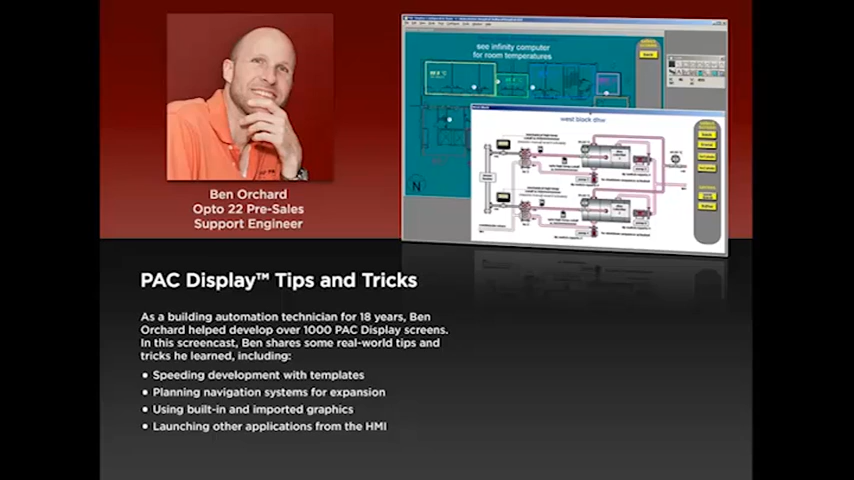 see infinity computer
for room temperatures
west block dhw
N
Ben Orchard
Opto 22 Pre-Sales
Support Engineer
PAC Display™ Tips and Tricks
As a building automation technician for 18 years, Ben
Orchard helped develop over 1000 PAC Display screens.
In this screencast, Ben shares some real-world tips and
tricks he learned, including:
• Speeding development with templates
• Planning navigation systems for expansion
• Using built-in and imported graphics
• Launching other applications from the HMI